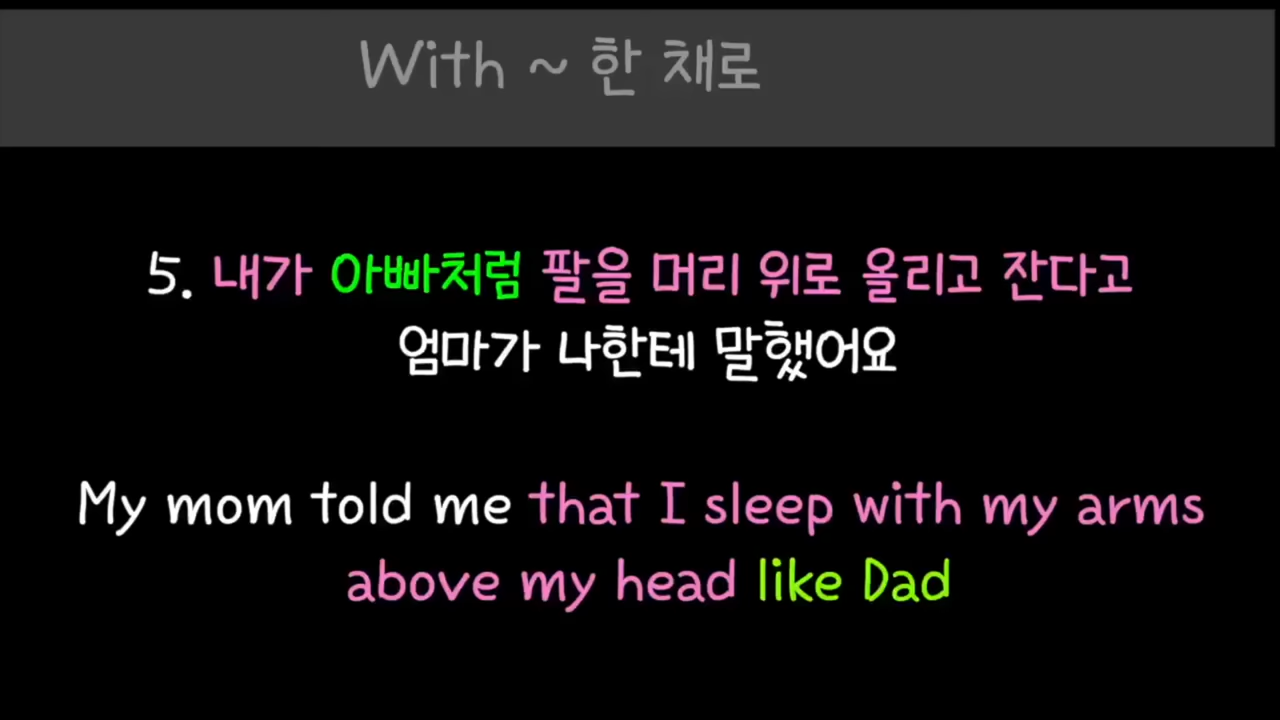 With ~ 한 채로
5. 내가 아빠처럼 팔을 머리 위로 올리고 잔다고
엄마가 나한테 말했어요
My mom told me that I sleep with my arms
above my head like Dad